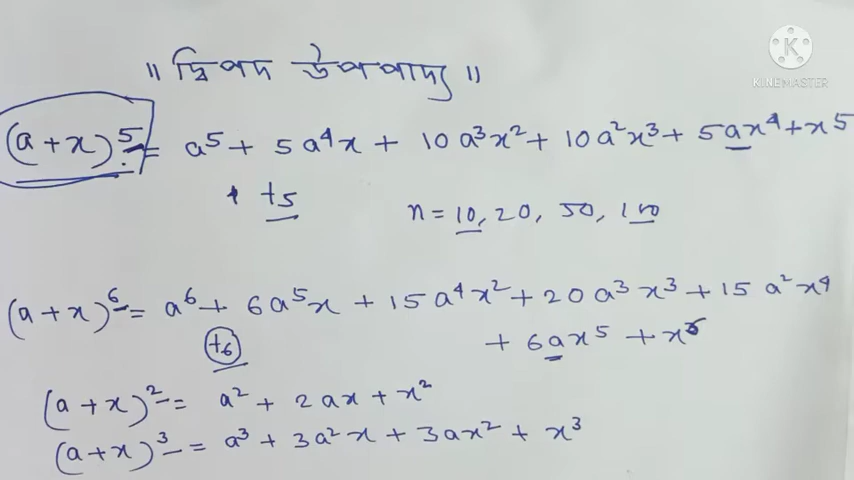 ॥ দ্বিপদ উপপাদ্য ॥
K
KINEMASTER
(a+x)⁵ = a⁵ + 5a⁴x + 10a³x² + 10a²x³ + 5ax⁴ + x⁵
t₅ n = 10, 20, 50, 100
(a+x)⁶ = a⁶ + 6a⁵x + 15a⁴x² + 20a³x³ + 15a²x⁴
t₆ + 6ax⁵ + x⁶
(a+x)² = a² + 2ax + x²
(a+x)³ = a³ + 3a²x + 3ax² + x³